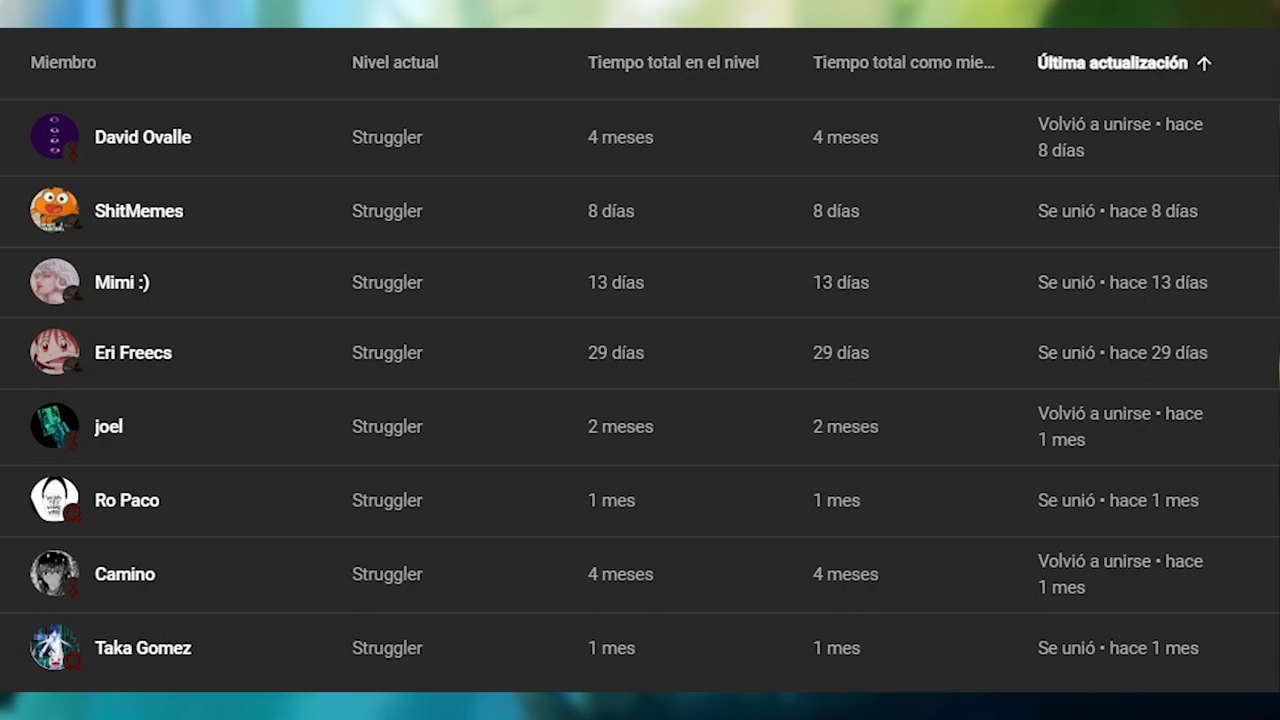 Miembro Nivel actual Tiempo total en el nivel Tiempo total como mie... Última actualización ↑
David Ovalle Struggler 4 meses 4 meses Volvió a unirse • hace
8 días
ShitMemes Struggler 8 días 8 días Se unió • hace 8 días
Mimi :) Struggler 13 días 13 días Se unió • hace 13 días
Eri Freecs Struggler 29 días 29 días Se unió • hace 29 días
joel Struggler 2 meses 2 meses Volvió a unirse • hace
1 mes
Ro Paco Struggler 1 mes 1 mes Se unió • hace 1 mes
Camino Struggler 4 meses 4 meses Volvió a unirse • hace
1 mes
Taka Gomez Struggler 1 mes 1 mes Se unió • hace 1 mes